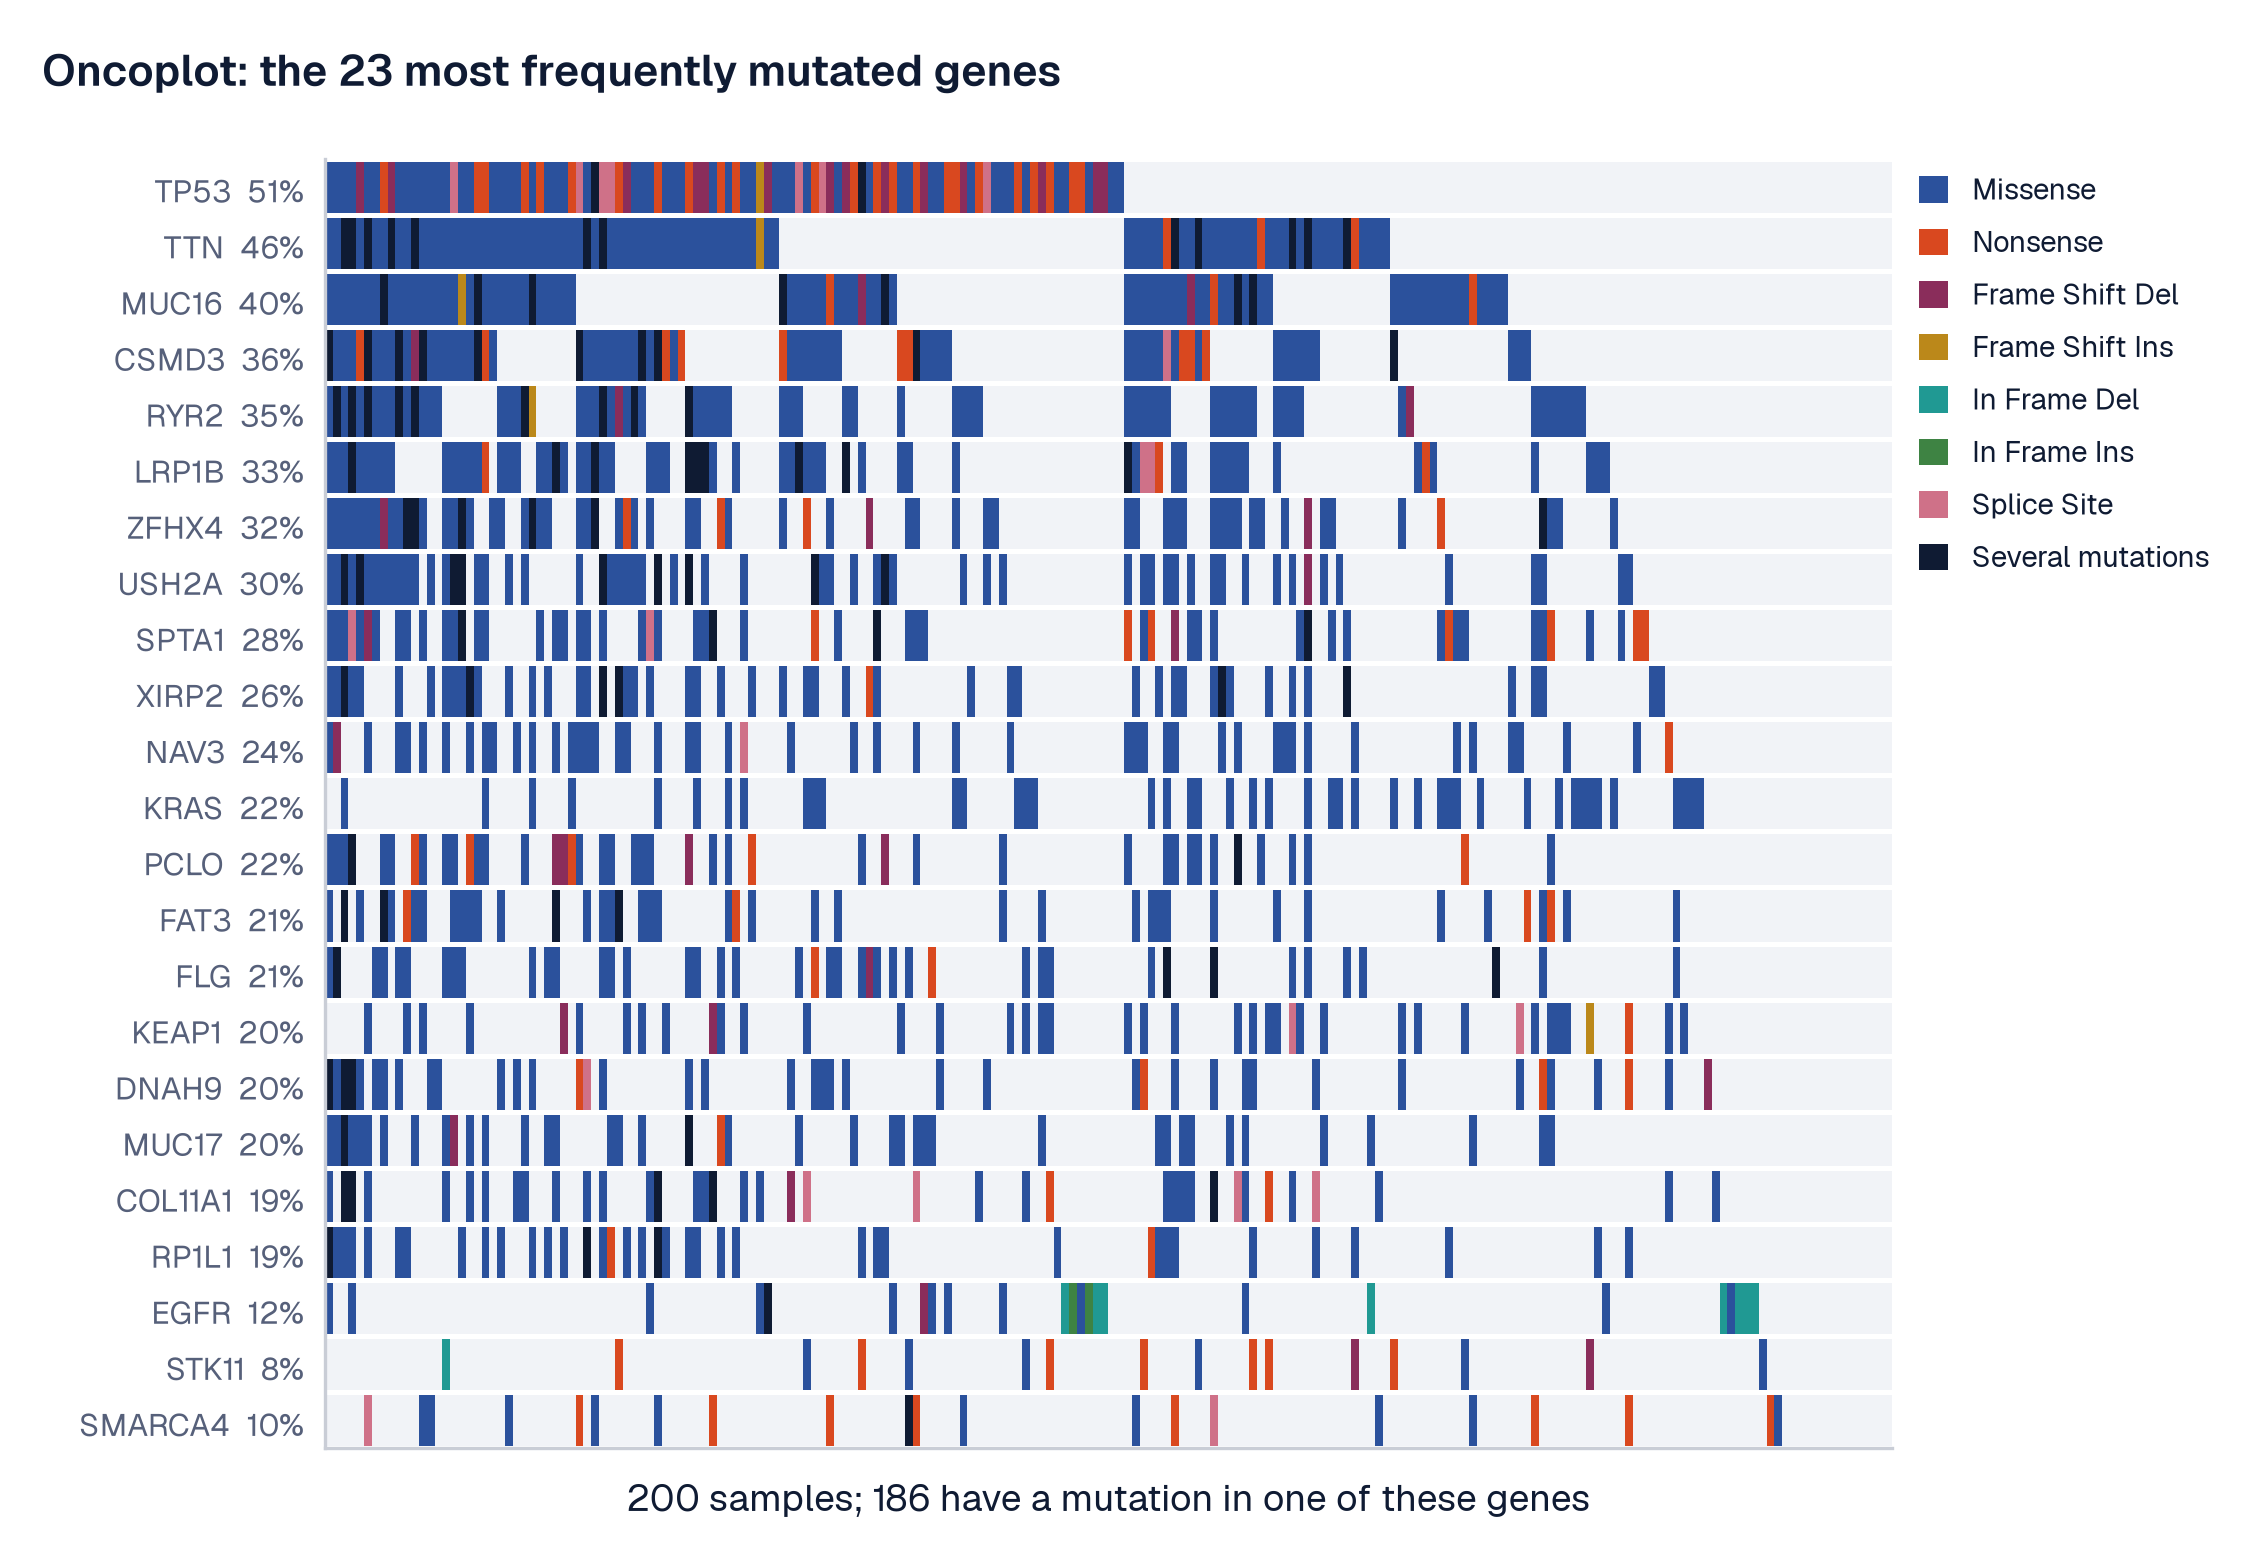 Oncoplot: the 23 most frequently mutated genes
TP53 51%
TTN 46%
MUC16 40%
CSMD3 36%
RYR2 35%
LRP1B 33%
ZFHX4 32%
USH2A 30%
SPTA1 28%
XIRP2 26%
NAV3 24%
KRAS 22%
PCLO 22%
FAT3 21%
FLG 21%
KEAP1 20%
DNAH9 20%
MUC17 20%
COL11A1 19%
RP1L1 19%
EGFR 12%
STK11 8%
SMARCA4 10%
Missense
Nonsense
Frame Shift Del
Frame Shift Ins
In Frame Del
In Frame Ins
Splice Site
Several mutations
200 samples; 186 have a mutation in one of these genes